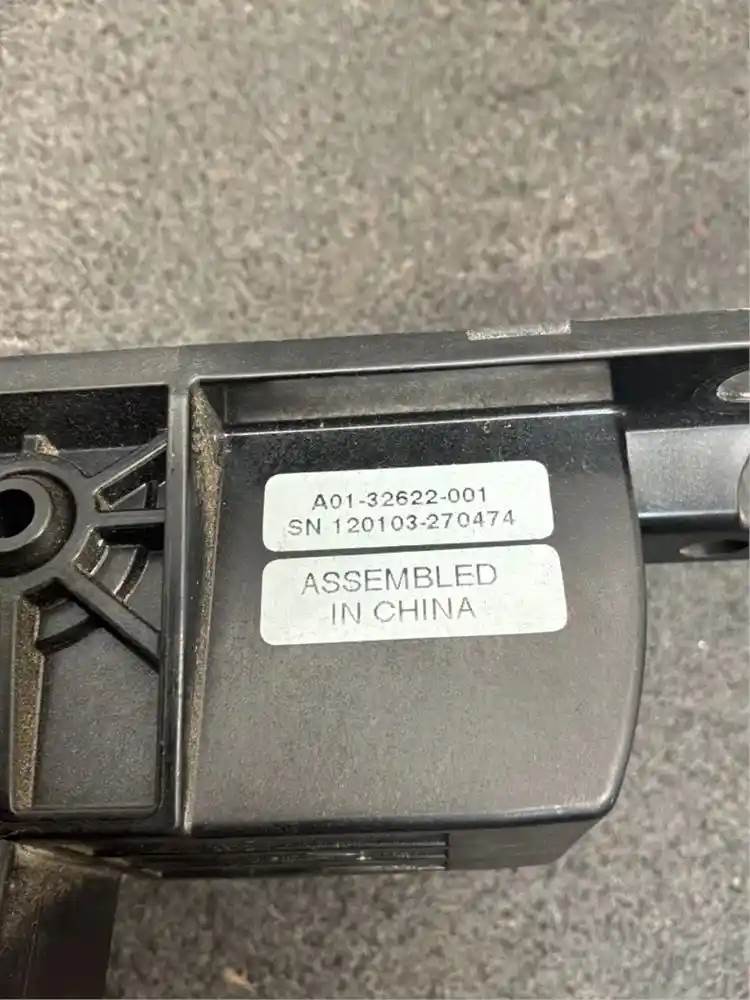 A01-32622-001
SN 120103-270474
ASSEMBLED
IN CHINA